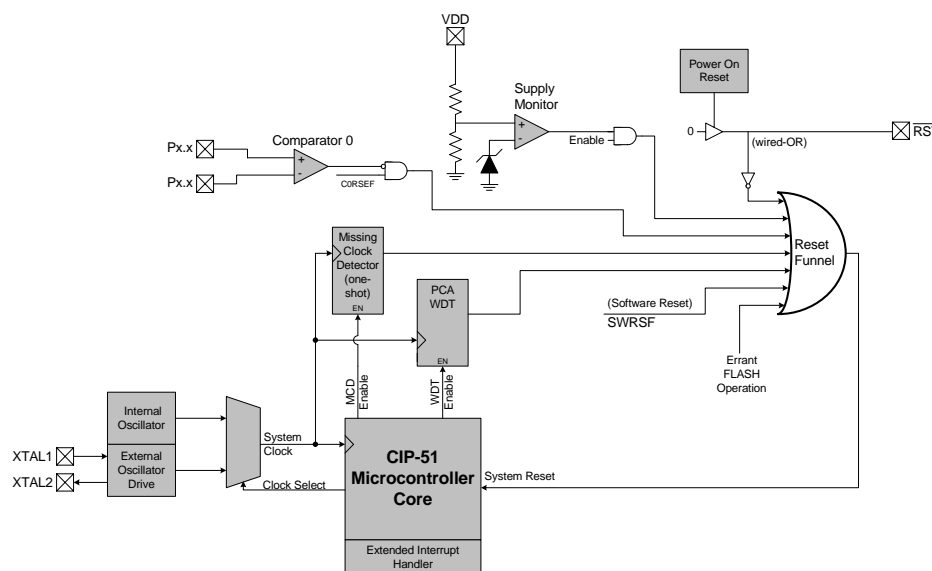 VDD
Power On
Reset
Supply
Monitor
+
-
Enable
0
(wired-OR)
RS
Comparator 0
Px.x
+
-
Px.x
C0RSEF
Missing
Clock
Detector
(one-
shot)
EN
PCA
WDT
EN
Reset
Funnel
(Software Reset)
SWRSF
Errant
FLASH
Operation
MCD
Enable
WDT
Enable
Internal
Oscillator
System
Clock
XTAL1
External
Oscillator
Drive
XTAL2
Clock Select
CIP-51
Microcontroller
Core
System Reset
Extended Interrupt
Handler